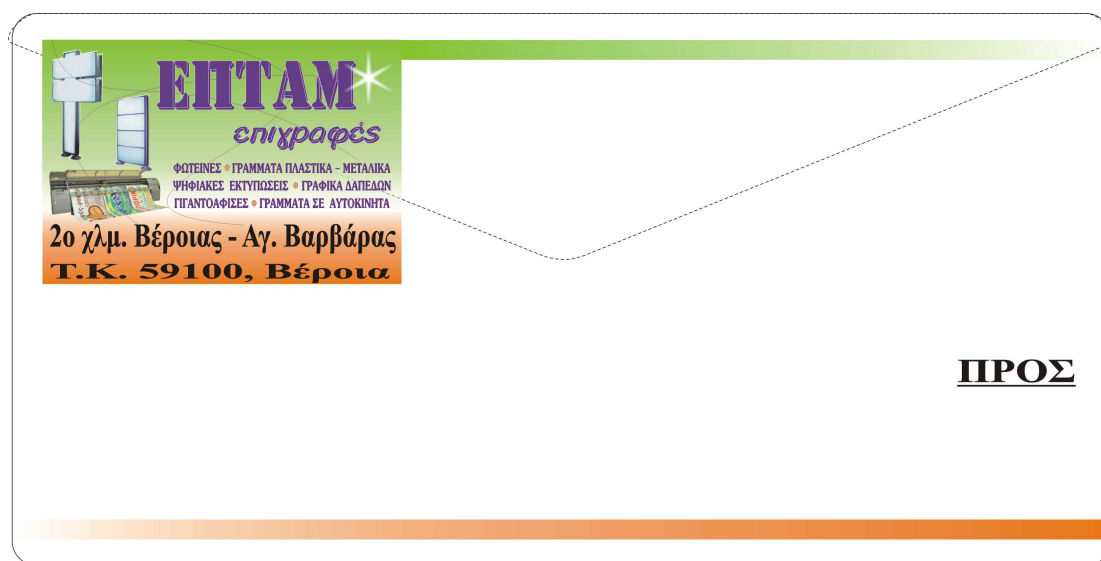 ΕΠΤΑΜ
επιγραφές
ΦΩΤΕΙΝΕΣ • ΓΡΑΜΜΑΤΑ ΠΛΑΣΤΙΚΑ - ΜΕΤΑΛΙΚΑ
ΨΗΦΙΑΚΕΣ ΕΚΤΥΠΩΣΕΙΣ • ΓΡΑΦΙΚΑ ΔΑΠΕΔΩΝ
ΓΙΓΑΝΤΟΑΦΙΣΕΣ • ΓΡΑΜΜΑΤΑ ΣΕ ΑΥΤΟΚΙΝΗΤΑ
2ο χλμ. Βέροιας - Αγ. Βαρβάρας
Τ.Κ. 59100, Βέροια
ΠΡΟΣ